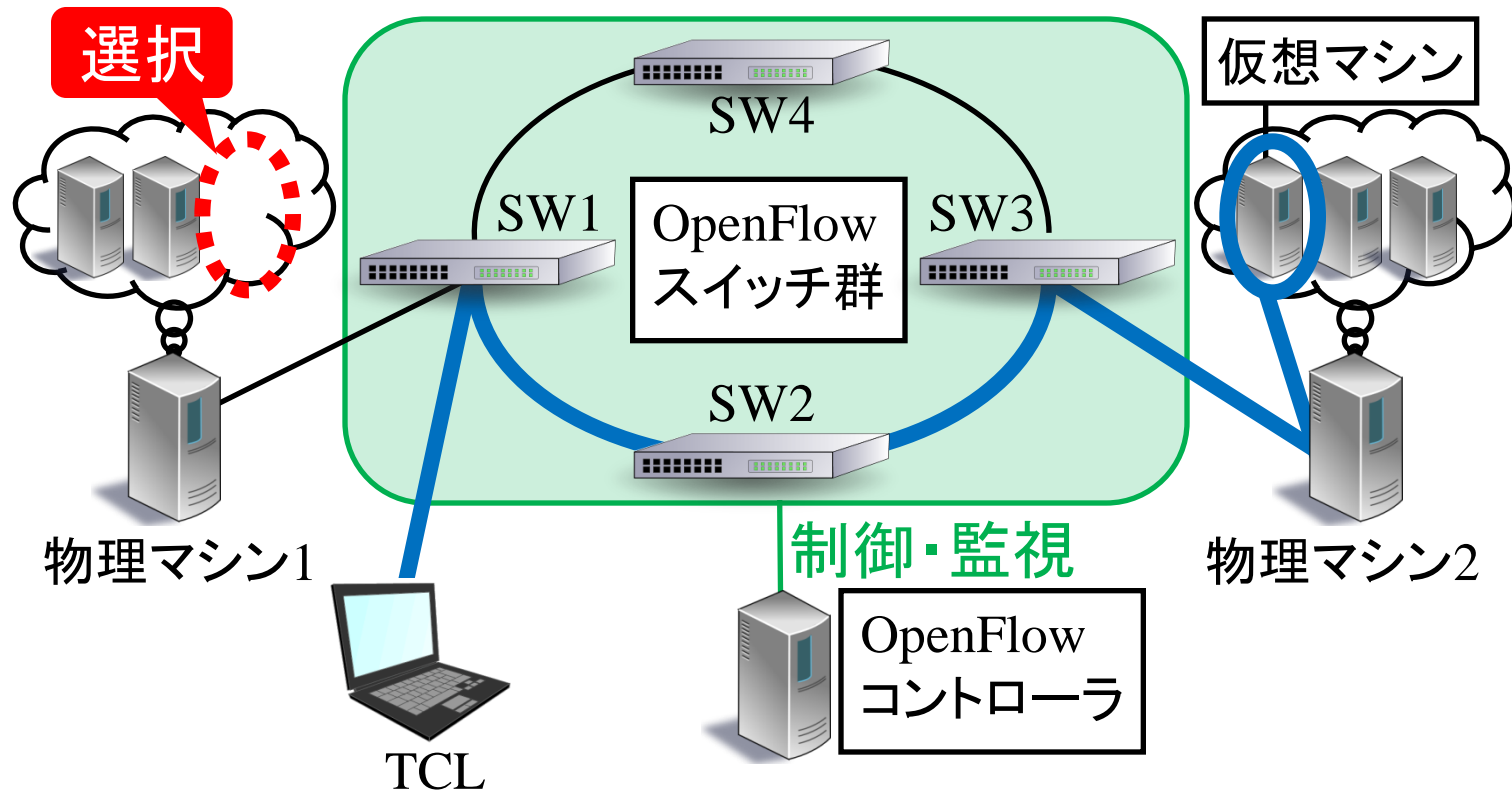 選択
仮想マシン
SW4
SW1
OpenFlow
スイッチ群
SW3
SW2
制御・監視
物理マシン1
物理マシン2
OpenFlow
コントローラ
TCL